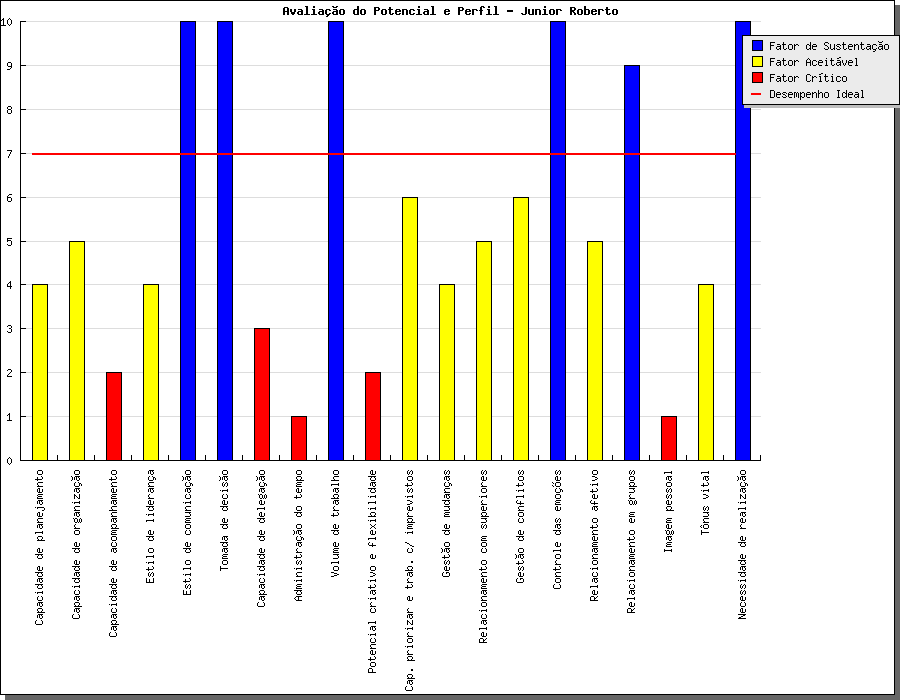 Avaliação do Potencial e Perfil - Junior Roberto
Fator de Sustentação
Fator Aceitável
Fator Crítico
Desempenho Ideal
10
9
8
7
6
5
4
3
2
1
0
Capacidade de planejamento
Capacidade de organização
Capacidade de acompanhamento
Estilo de liderança
Estilo de comunicação
Tomada de decisão
Capacidade de delegação
Administração do tempo
Volume de trabalho
Potencial criativo e flexibilidade
Cap. priorizar e trab. c/ imprevistos
Gestão de mudanças
Relacionamento com superiores
Gestão de conflitos
Controle das emoções
Relacionamento afetivo
Relacionamento em grupos
Imagem pessoal
Tônus vital
Necessidade de realização